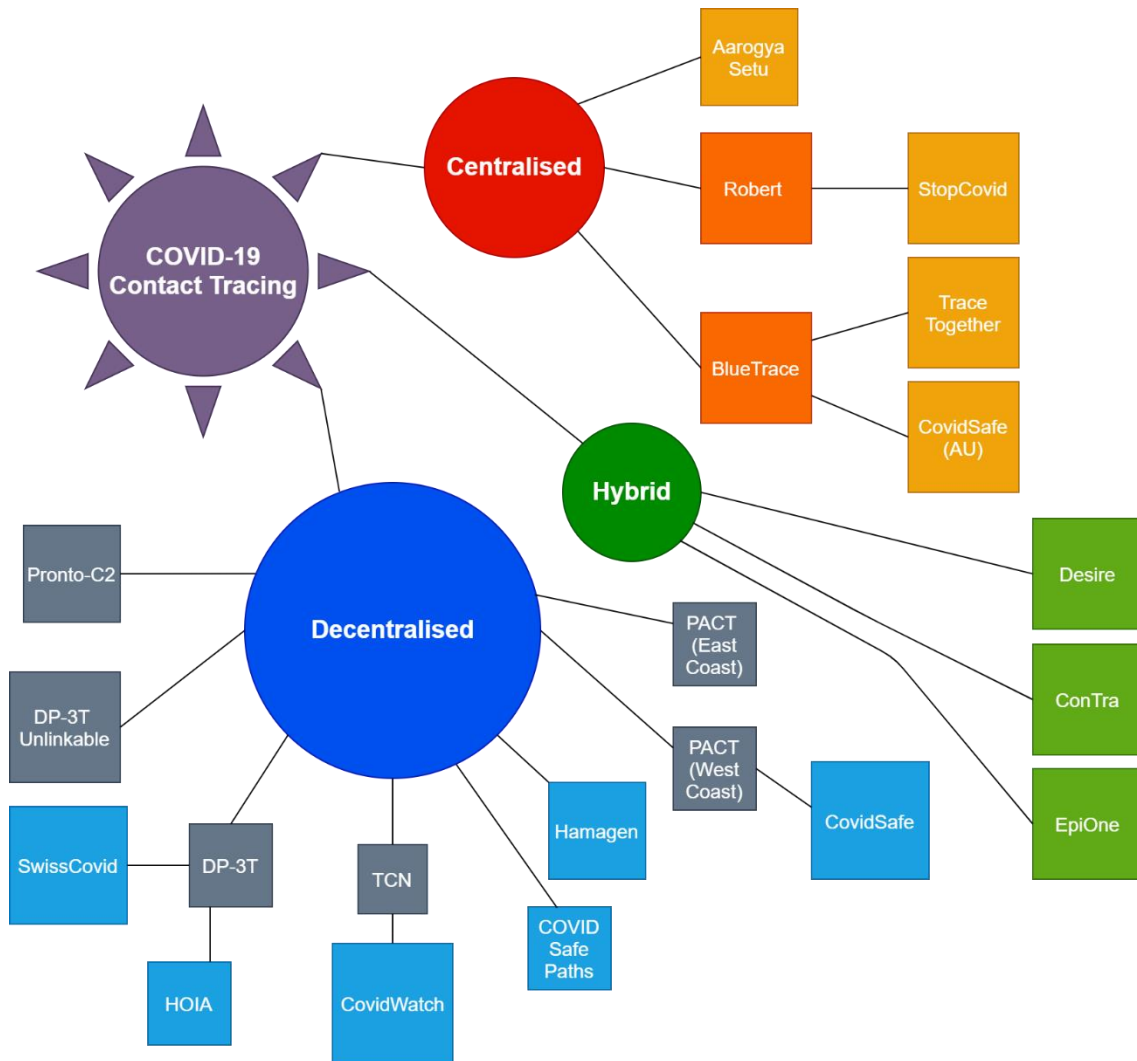 Aarogya
Setu
Centralised
Robert
StopCovid
COVID-19
Contact Tracing
Trace
Together
BlueTrace
CovidSafe
(AU)
Hybrid
Pronto-C2
Desire
Decentralised
PACT
(East
Coast)
DP-3T
Unlinkable
ConTra
PACT
(West
Coast)
Hamagen
CovidSafe
EpiOne
SwissCovid
DP-3T
TCN
COVID
Safe
Paths
HOIA
CovidWatch